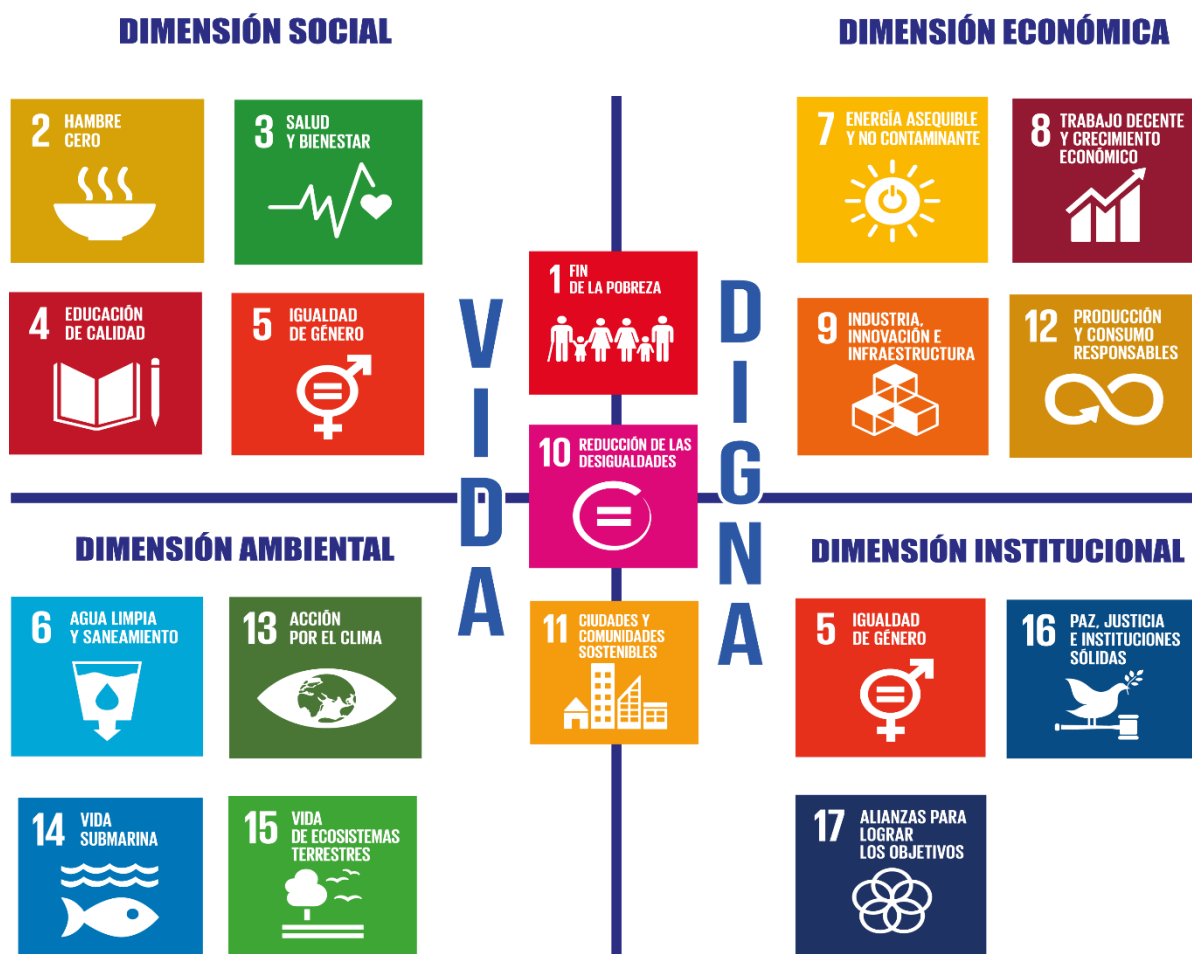 DIMENSIÓN SOCIAL
DIMENSIÓN ECONÓMICA
2 HAMBRE
CERO
3 SALUD
Y BIENESTAR
4 EDUCACIÓN
DE CALIDAD
5 IGUALDAD
DE GÉNERO
7 ENERGÍA ASEQUIBLE
Y NO CONTAMINANTE
8 TRABAJO DECENTE
Y CRECIMIENTO
ECONÓMICO
9 INDUSTRIA,
INNOVACIÓN E
INFRAESTRUCTURA
12 PRODUCCIÓN
Y CONSUMO
RESPONSABLES
VIDA
1 FIN
DE LA POBREZA
10 REDUCCIÓN DE LAS
DESIGUALDADES
11 CIUDADES Y
COMUNIDADES
SOSTENIBLES
DIGNA
DIMENSIÓN AMBIENTAL
DIMENSIÓN INSTITUCIONAL
6 AGUA LIMPIA
Y SANEAMIENTO
13 ACCIÓN
POR EL CLIMA
14 VIDA
SUBMARINA
15 VIDA
DE ECOSISTEMAS
TERRESTRES
5 IGUALDAD
DE GÉNERO
16 PAZ, JUSTICIA
E INSTITUCIONES
SÓLIDAS
17 ALIANZAS PARA
LOGRAR
LOS OBJETIVOS